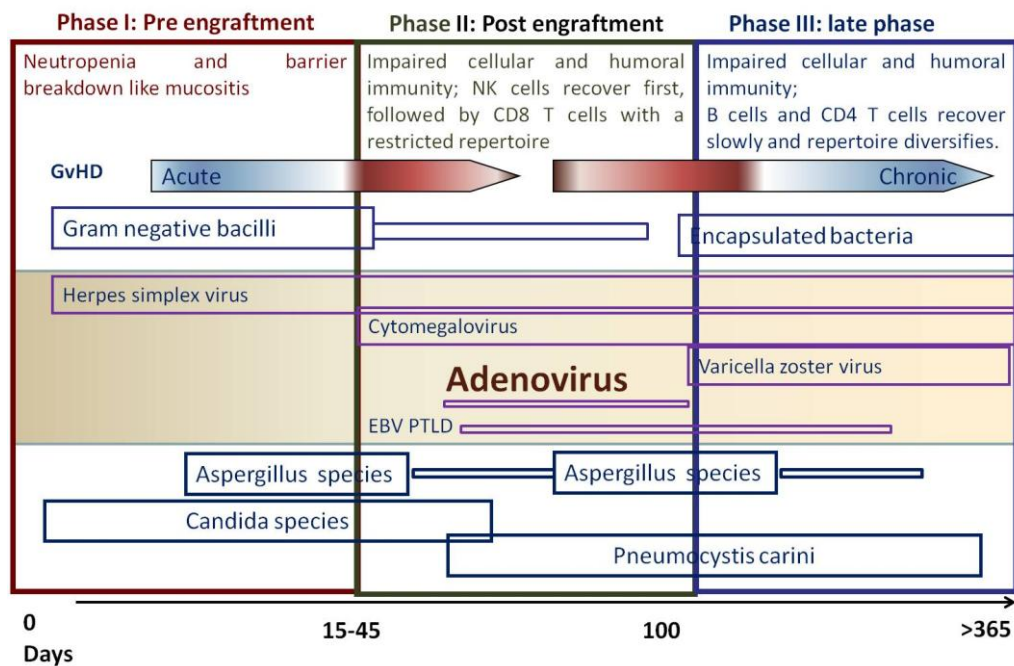 Phase I: Pre engraftment
Phase II: Post engraftment
Phase III: late phase
Neutropenia and barrier
breakdown like mucositis
Impaired cellular and humoral
immunity; NK cells recover first,
followed by CD8 T cells with a
restricted repertoire
Impaired cellular and humoral
immunity;
B cells and CD4 T cells recover
slowly and repertoire diversifies.
GvHD
Acute
Chronic
Gram negative bacilli
Encapsulated bacteria
Herpes simplex virus
Cytomegalovirus
Varicella zoster virus
Adenovirus
EBV PTLD
Aspergillus species
Aspergillus species
Candida species
Pneumocystis carini
0
15-45
100
>365
Days